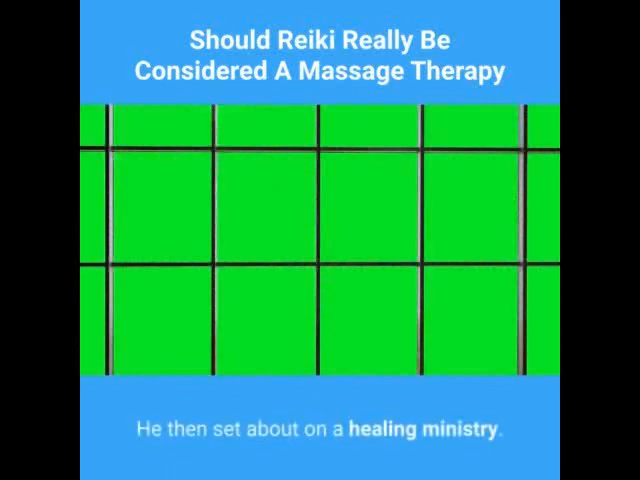 Should Reiki Really Be
Considered A Massage Therapy
He then set about on a healing ministry.